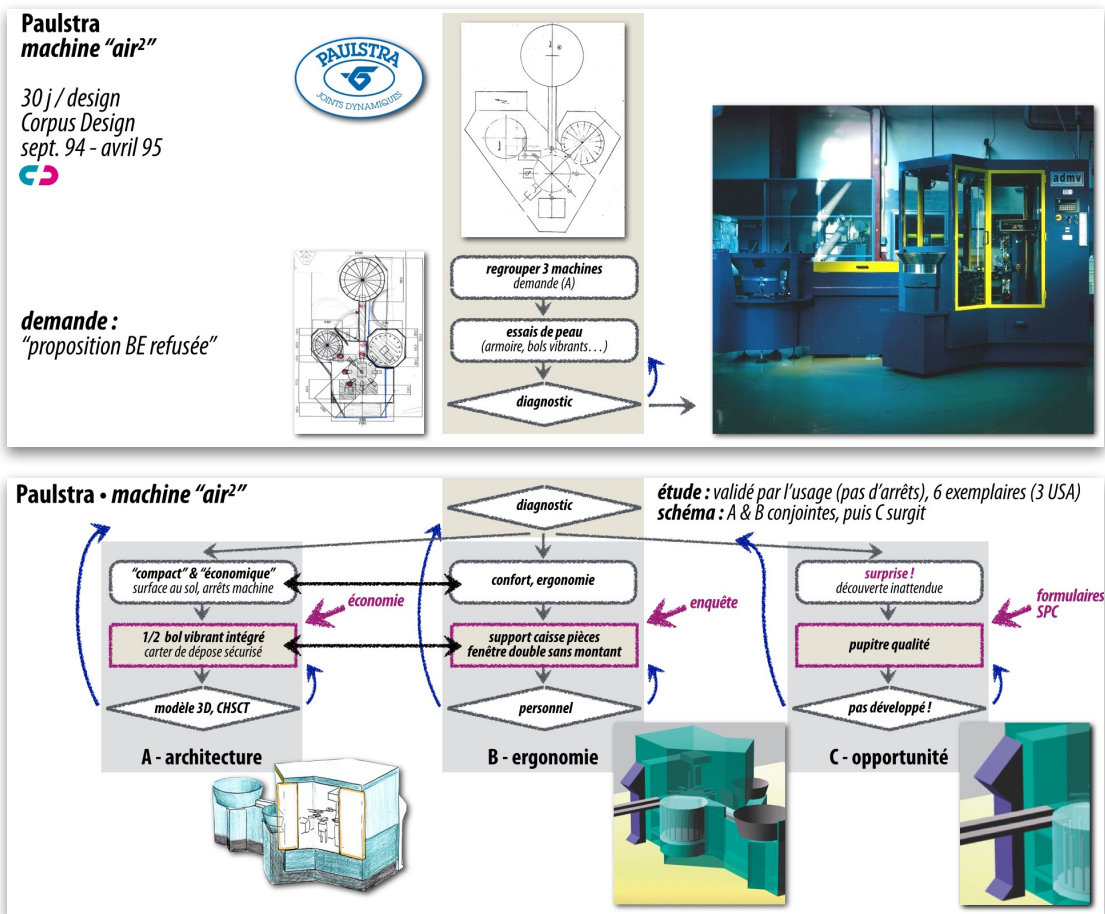 Paulstra
machine “air²”
30 j / design
Corpus Design
sept. 94 - avril 95
PAULSTRA
JOINTS DYNAMIQUES
demande :
“proposition BE refusée”
regrouper 3 machines
demande (A)
essais de peau
(armoire, bols vibrants…)
diagnostic
admv
Paulstra • machine “air²”
diagnostic
étude : validé par l’usage (pas d’arrêts), 6 exemplaires (3 USA)
schéma : A & B conjointes, puis C surgit
“compact” & “économique”
surface au sol, arrêts machine
économie
1/2 bol vibrant intégré
carter de dépose sécurisé
modèle 3D, CHSCT
A - architecture
confort, ergonomie
enquête
support caisse pièces
fenêtre double sans montant
personnel
B - ergonomie
surprise !
découverte inattendue
formulaires
SPC
pupitre qualité
pas développé !
C - opportunité